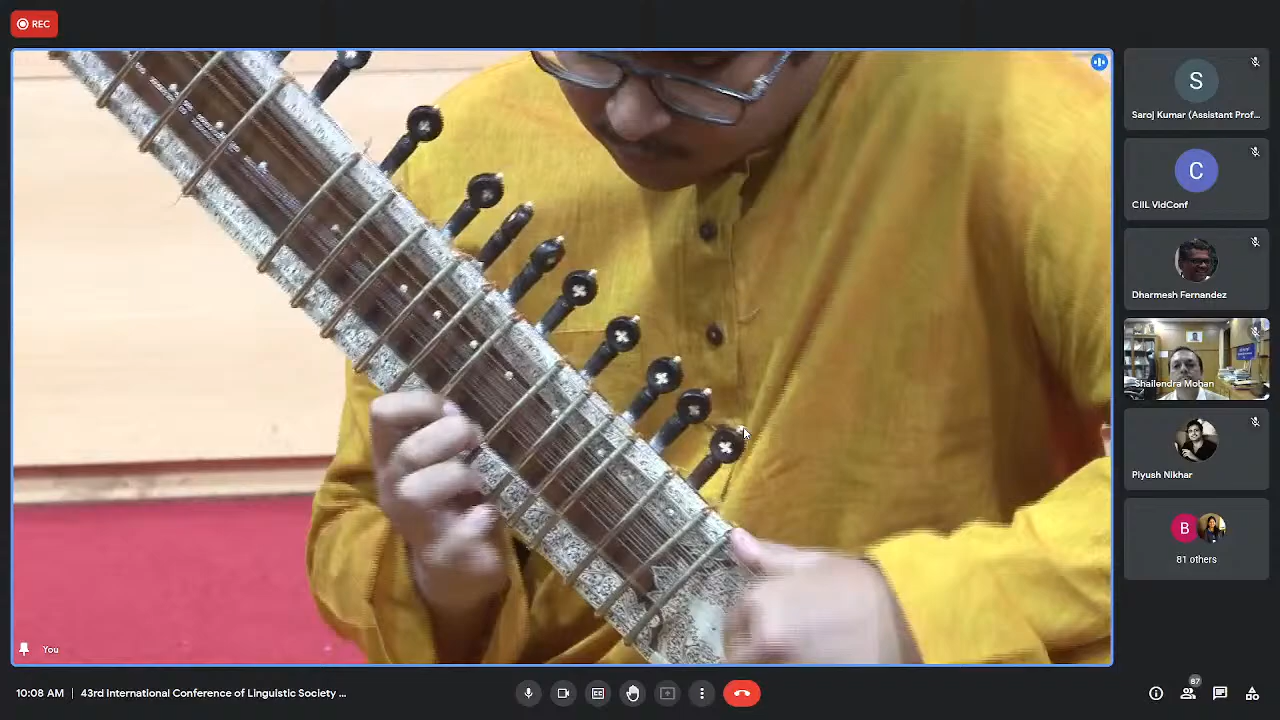 REC
S
Saroj Kumar (Assistant Prof...
C
CIIL VidConf
Dharmesh Fernandez
Shailendra Mohan
Piyush Nikhar
B
81 others
You
10:08 AM | 43rd International Conference of Linguistic Society ...
87